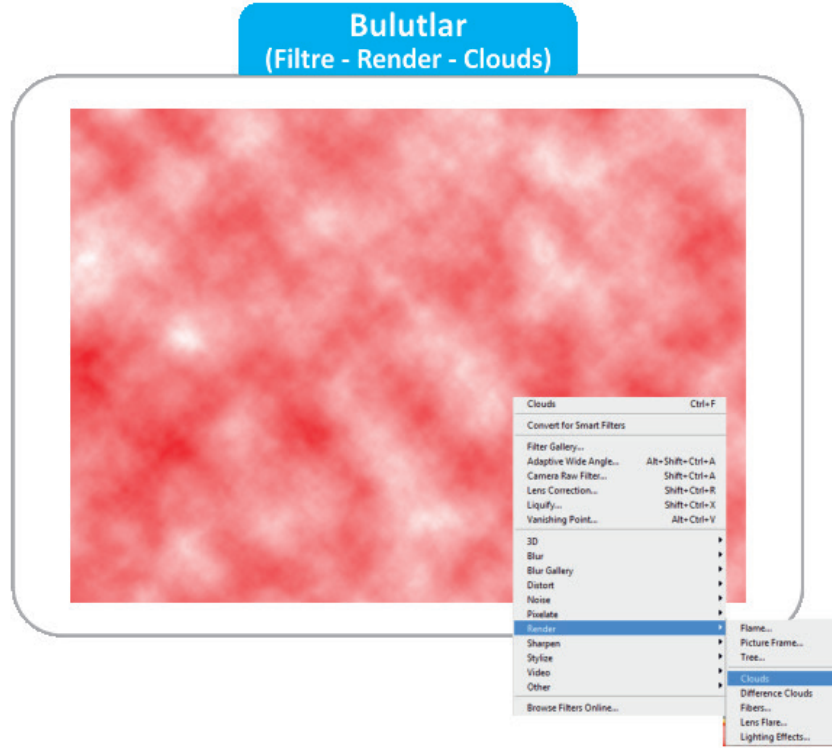 Bulutlar
(Filtre - Render - Clouds)
Clouds Ctrl+F
Convert for Smart Filters
Filter Gallery...
Adaptive Wide Angle... Alt+Shift+Ctrl+A
Camera Raw Filter... Shift+Ctrl+A
Lens Correction... Shift+Ctrl+R
Liquify... Shift+Ctrl+X
Vanishing Point... Alt+Ctrl+V
3D
Blur
Blur Gallery
Distort
Noise
Pixelate
Render
Sharpen
Stylize
Video
Other
Browse Filters Online...
Flame...
Picture Frame...
Tree...
Clouds
Difference Clouds
Fibers...
Lens Flare...
Lighting Effects...